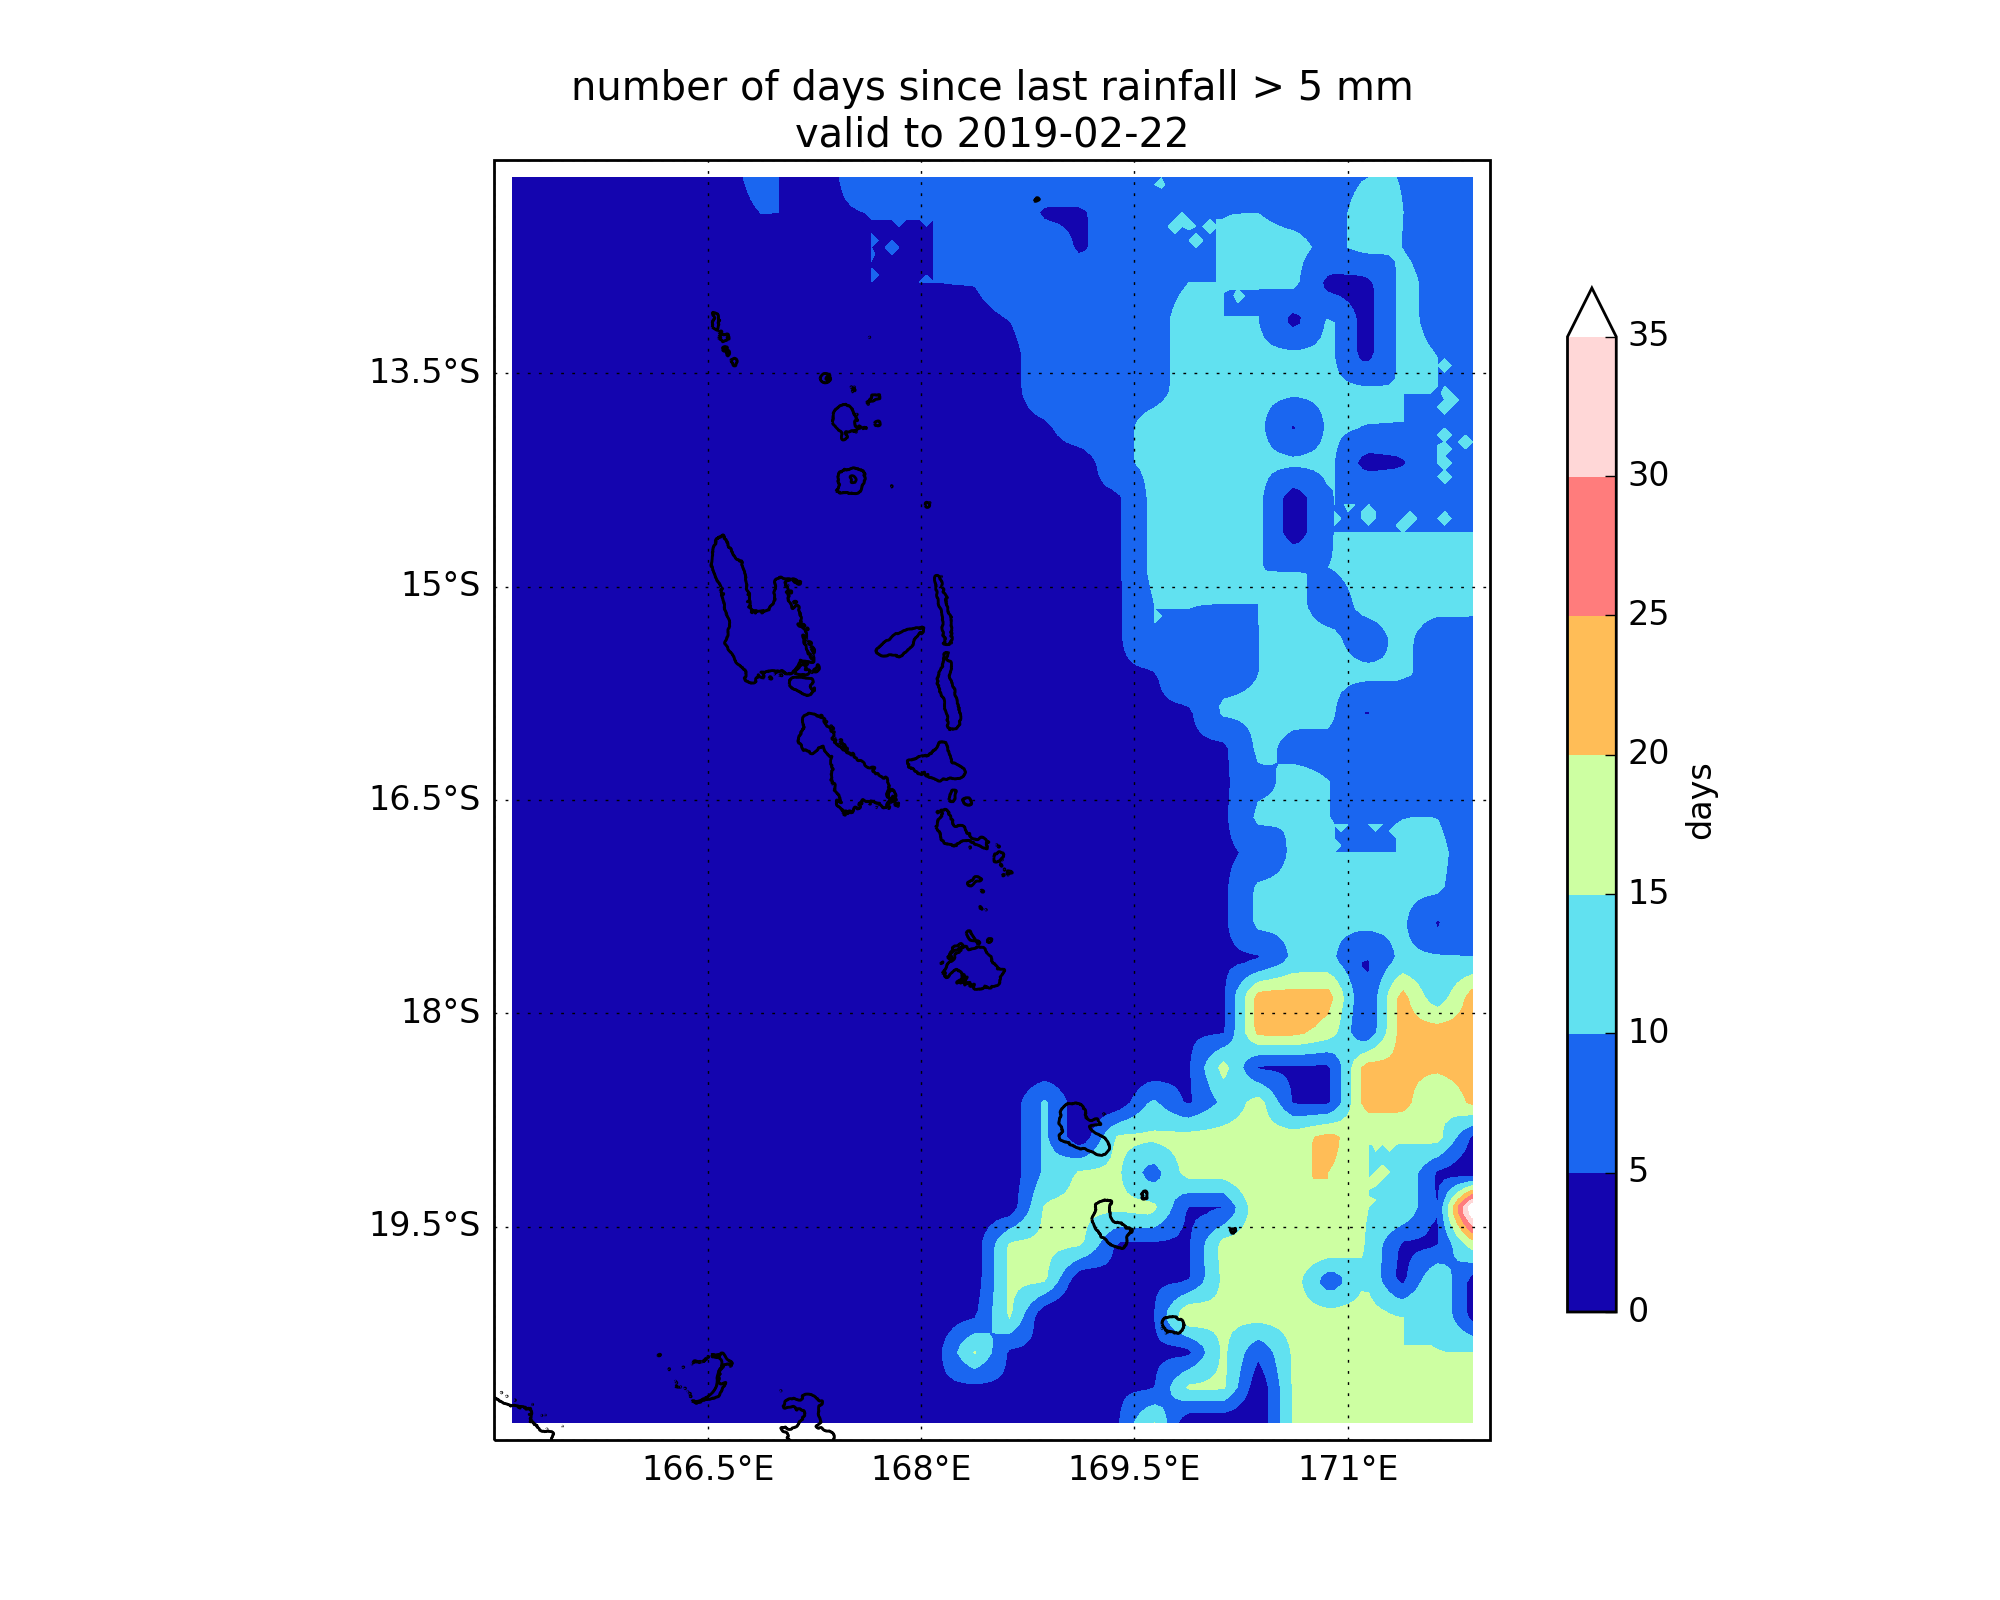 number of days since last rainfall > 5 mm
valid to 2019-02-22
13.5°S
15°S
16.5°S
18°S
19.5°S
166.5°E
168°E
169.5°E
171°E
35
30
25
20
15
10
5
0
days